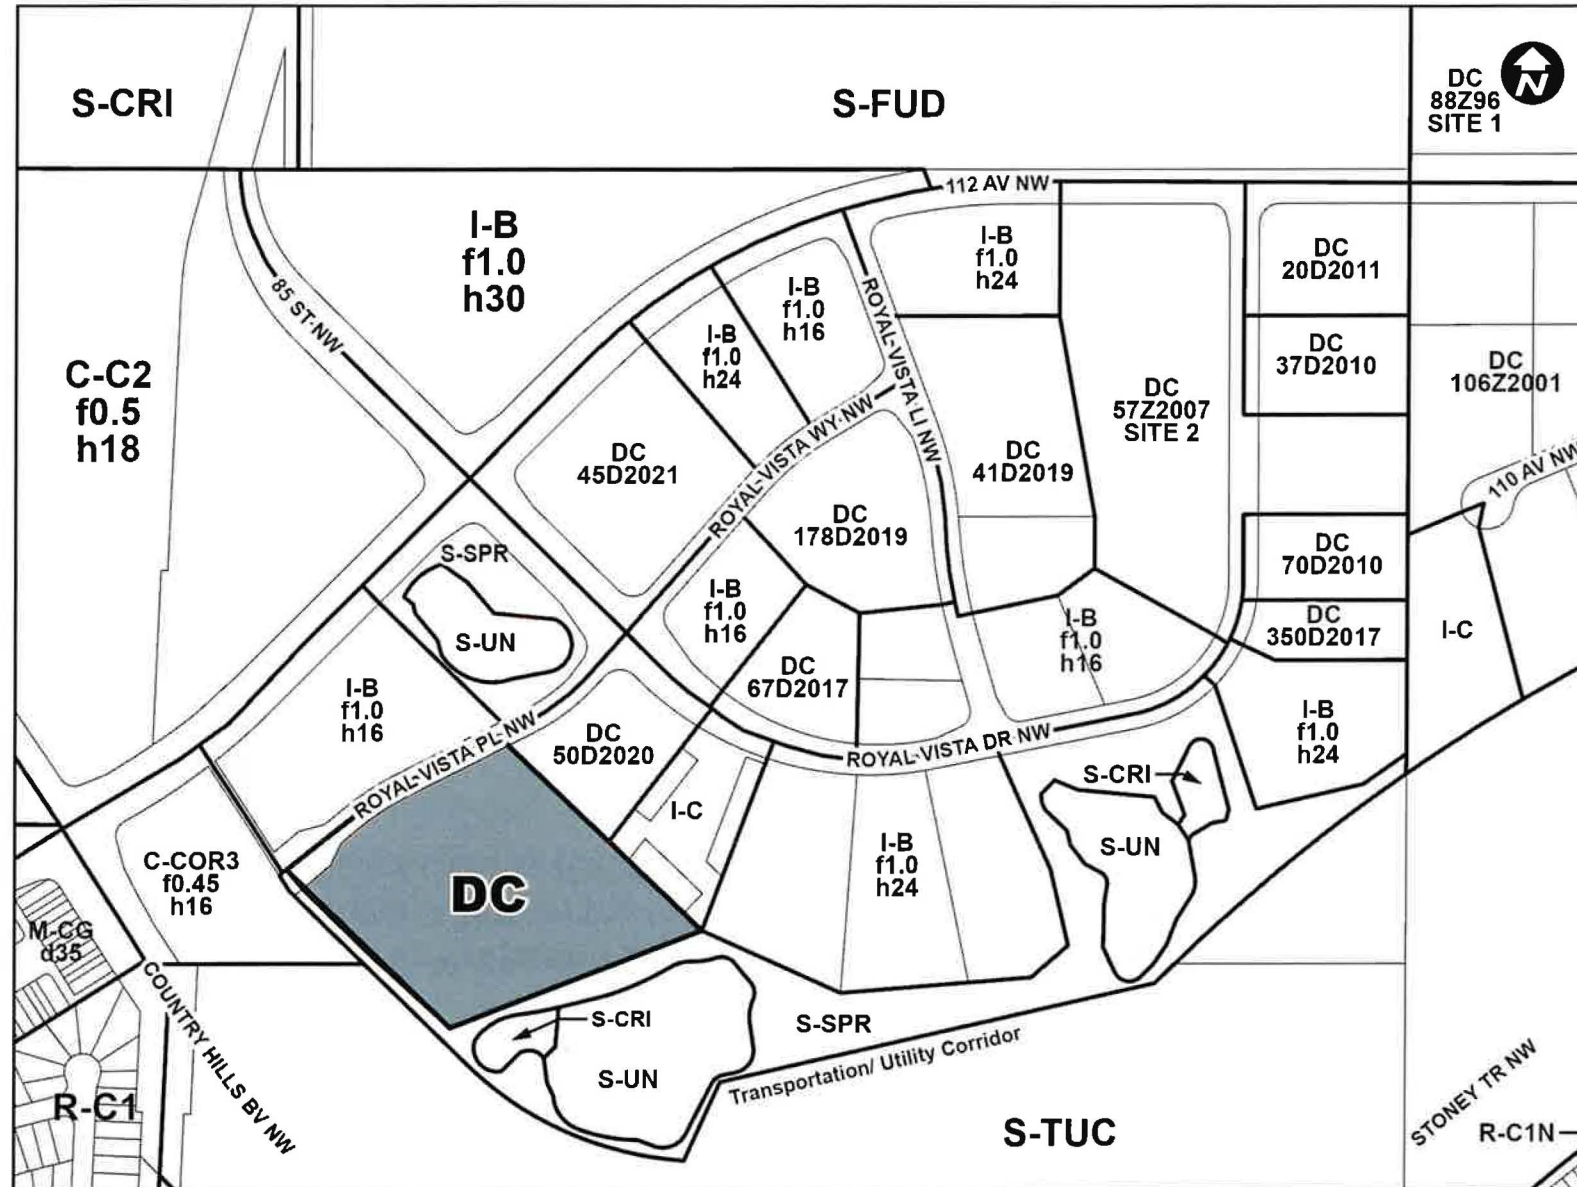 S-CRI
S-FUD
DC
88Z96
SITE 1
N
112 AV NW
I-B
f1.0
h30
I-B
f1.0
h24
DC
20D2011
85 ST NW
I-B
f1.0
h16
ROYAL VISTA LI NW
I-B
f1.0
h24
DC
37D2010
DC
106Z2001
C-C2
f0.5
h18
DC
57Z2007
SITE 2
ROYAL VISTA WY NW
DC
45D2021
DC
41D2019
110 AV NW
DC
178D2019
S-SPR
DC
70D2010
S-UN
I-B
f1.0
h16
I-B
f1.0
h16
DC
350D2017
I-C
DC
67D2017
I-B
f1.0
h16
ROYAL VISTA PL NW
DC
50D2020
ROYAL VISTA DR NW
I-B
f1.0
h24
S-CRI
I-C
C-COR3
f0.45
h16
DC
I-B
f1.0
h24
S-UN
M-CG
d35
COUNTRY HILLS BV NW
S-CRI
S-SPR
S-UN
Transportation/ Utility Corridor
R-C1
S-TUC
STONEY TR NW
R-C1N